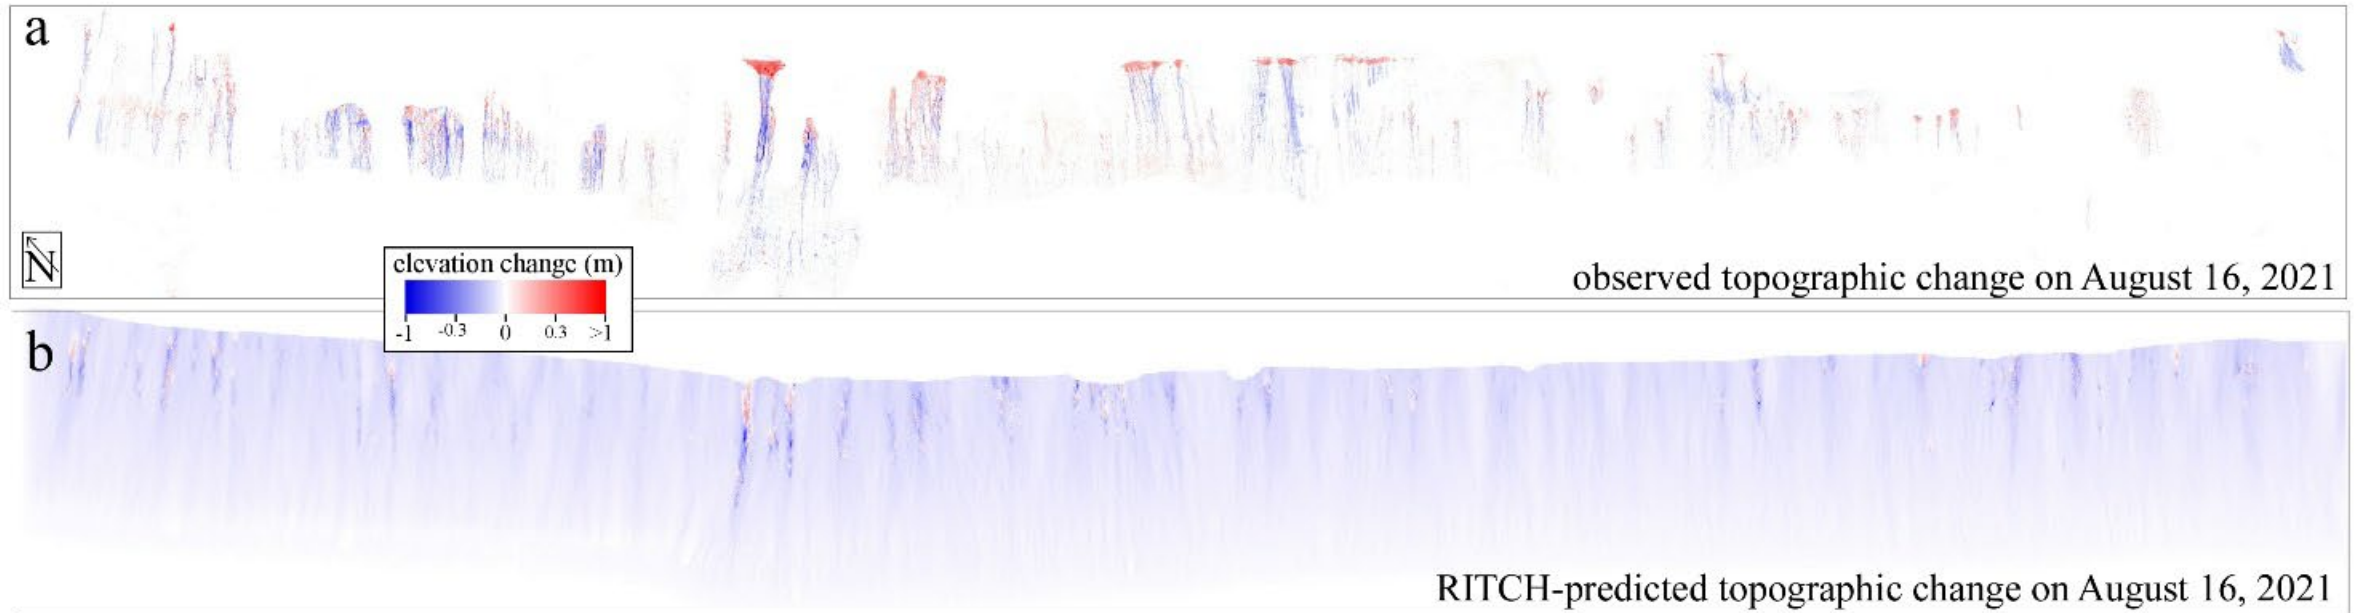 a
N
observed topographic change on August 16, 2021
elevation change (m)
-1 -0.3 0 0.3 >1
b
RITCH-predicted topographic change on August 16, 2021